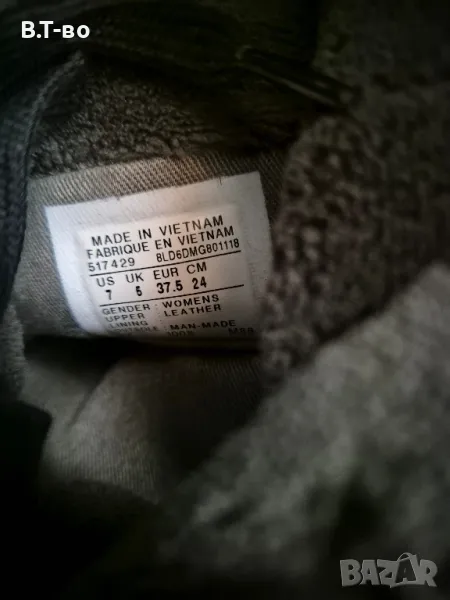 B.T-во
MADE IN VIETNAM
FABRIQUE EN VIETNAM
517429 8LD6DMG801118
US UK EUR CM
7 5 37.5 24
GENDER : WOMENS
UPPER : LEATHER
LINING
MAN-MADE
BAZAR